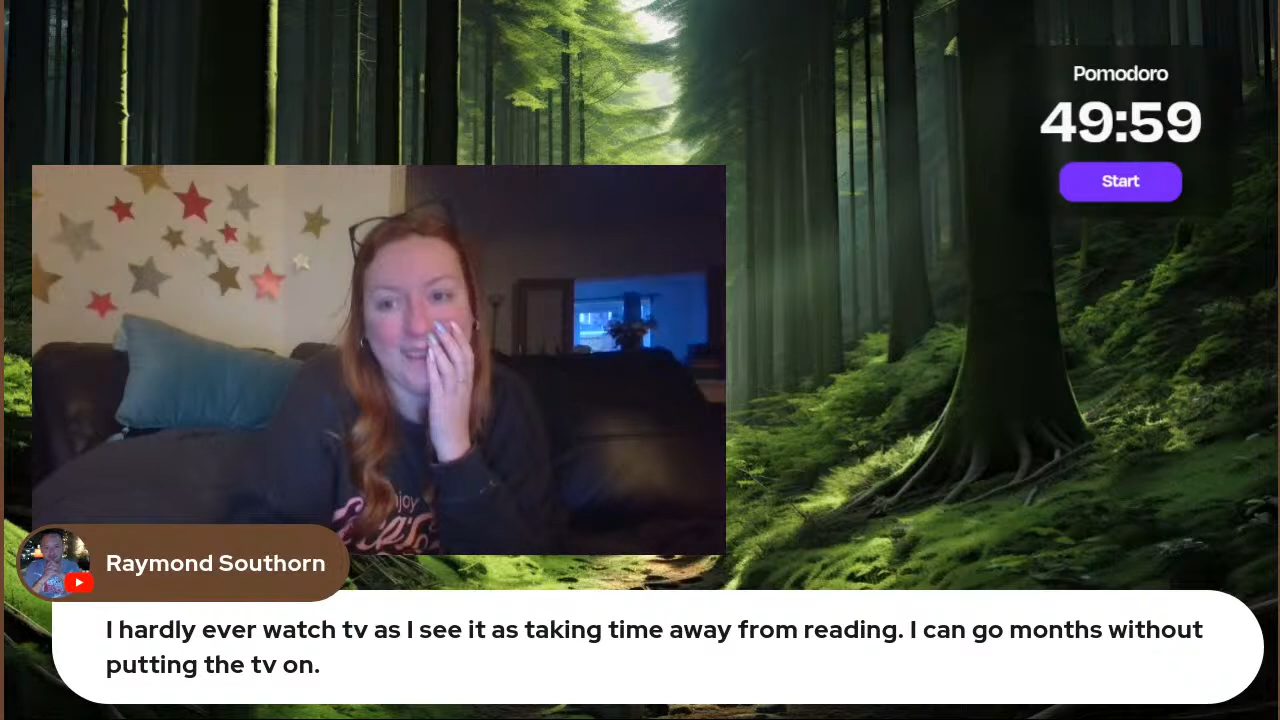 Pomodoro
49:59
Start
njoy
Raymond Southorn
I hardly ever watch tv as I see it as taking time away from reading. I can go months without
putting the tv on.